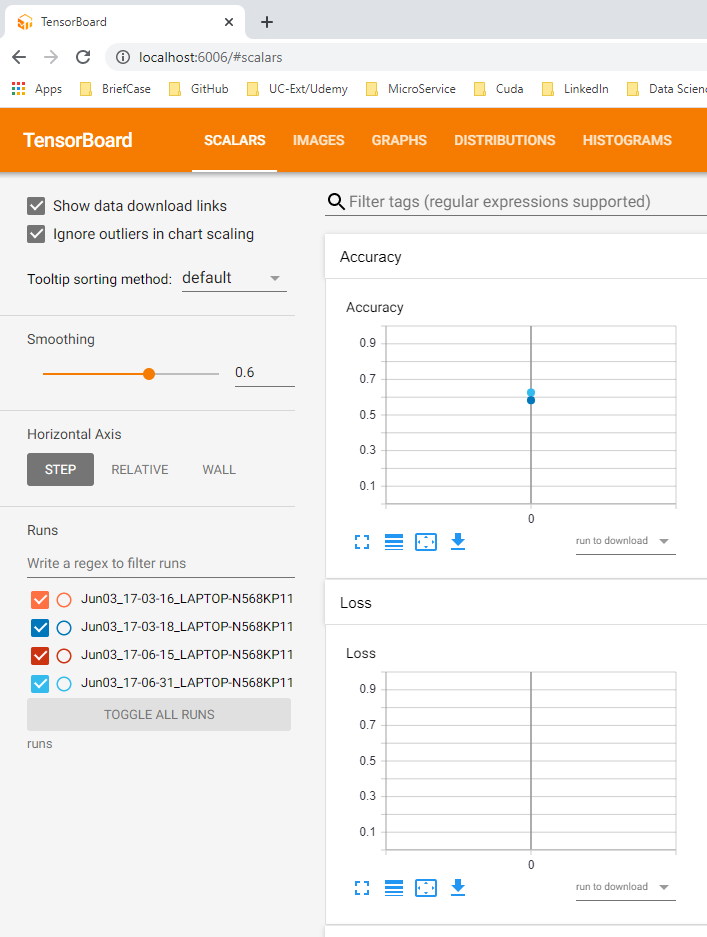 TensorBoard
localhost:6006/#scalars
Apps BriefCase GitHub UC-Ext/Udemy MicroService Cuda LinkedIn Data Scien
TensorBoard SCALARS IMAGES GRAPHS DISTRIBUTIONS HISTOGRAMS
Show data download links
Ignore outliers in chart scaling
Tooltip sorting method: default
Smoothing
0.6
Horizontal Axis
STEP RELATIVE WALL
Runs
Write a regex to filter runs
Jun03_17-03-16_LAPTOP-N568KP11
Jun03_17-03-18_LAPTOP-N568KP11
Jun03_17-06-15_LAPTOP-N568KP11
Jun03_17-06-31_LAPTOP-N568KP11
TOGGLE ALL RUNS
runs
Filter tags (regular expressions supported)
Accuracy
Accuracy
0.9
0.7
0.5
0.3
0.1
0
run to download
Loss
Loss
0.9
0.7
0.5
0.3
0.1
0
run to download